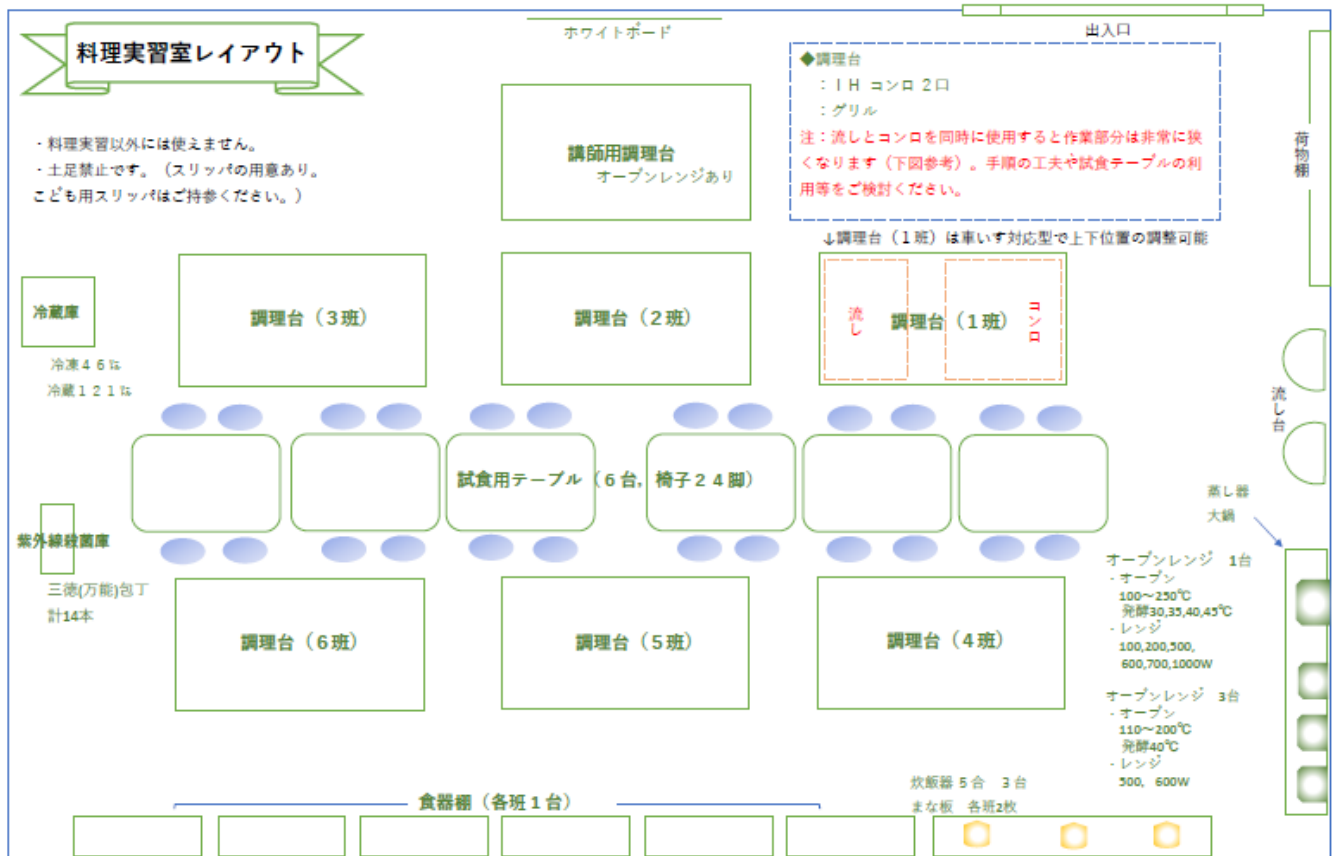 料理実習室レイアウト
ホワイトボード
出入口
・料理実習以外には使えません。
・土足禁止です。（スリッパの用意あり。
こども用スリッパはご持参ください。）
講師用調理台
オーブンレンジあり
◆調理台
：ＩＨ コンロ ２口
：グリル
注：流しとコンロを同時に使用すると作業部分は非常に狭
くなります（下図参考）。手順の工夫や試食テーブルの利
用等をご検討ください。
荷物棚
↓調理台（１班）は車いす対応型で上下位置の調整可能
冷蔵庫
冷凍４６㍑
冷蔵１２１㍑
調理台（３班）
調理台（２班）
流し
調理台（１班）
コンロ
流し台
試食用テーブル（６台，椅子２４脚）
紫外線殺菌庫
三徳(万能)包丁
計14本
蒸し器
大鍋
調理台（６班）
調理台（５班）
調理台（４班）
オーブンレンジ　1台
・オーブン
100～250℃
発酵30,35,40,45℃
・レンジ
100,200,500,
600,700,1000W
オーブンレンジ　3台
・オーブン
110～200℃
発酵40℃
・レンジ
500，600W
食器棚（各班１台）
炊飯器 ５合　３台
まな板　各班2枚